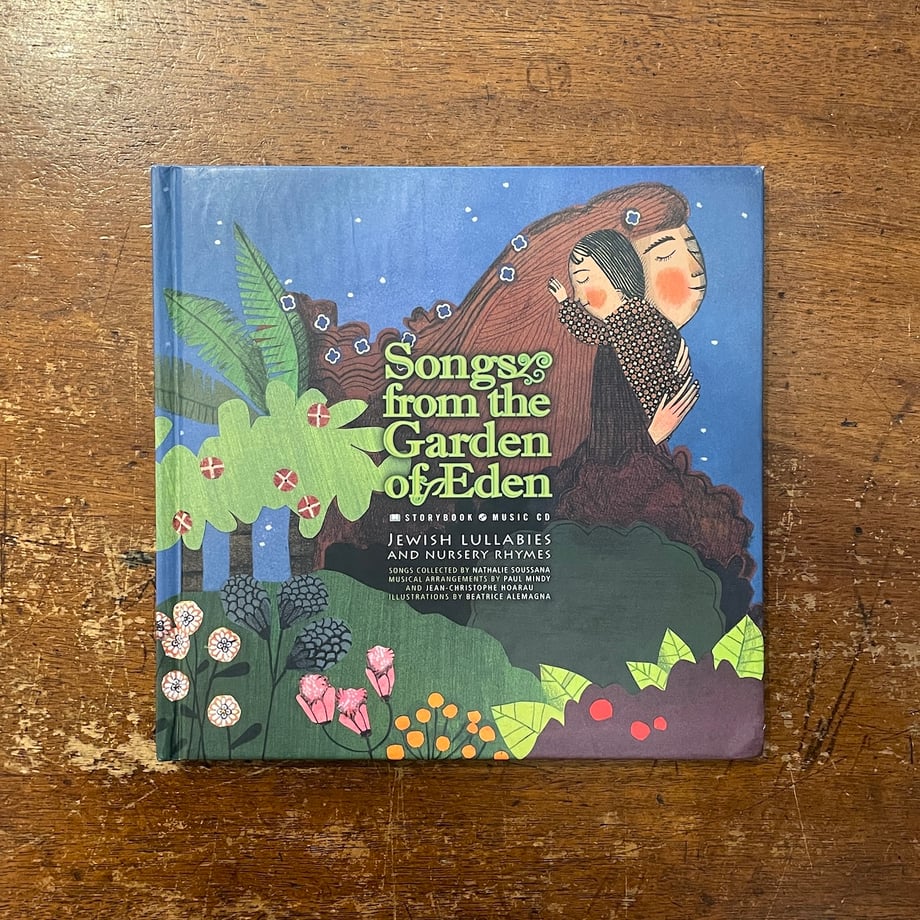 Songs
from the
Garden
of Eden
STORYBOOK MUSIC CD
JEWISH LULLABIES
AND NURSERY RHYMES
SONGS COLLECTED BY NATHALIE SOUSSANA
MUSICAL ARRANGEMENTS BY PAUL MINDY
AND JEAN-CHRISTOPHE HOARAU
ILLUSTRATIONS BY BEATRICE ALEMAGNA